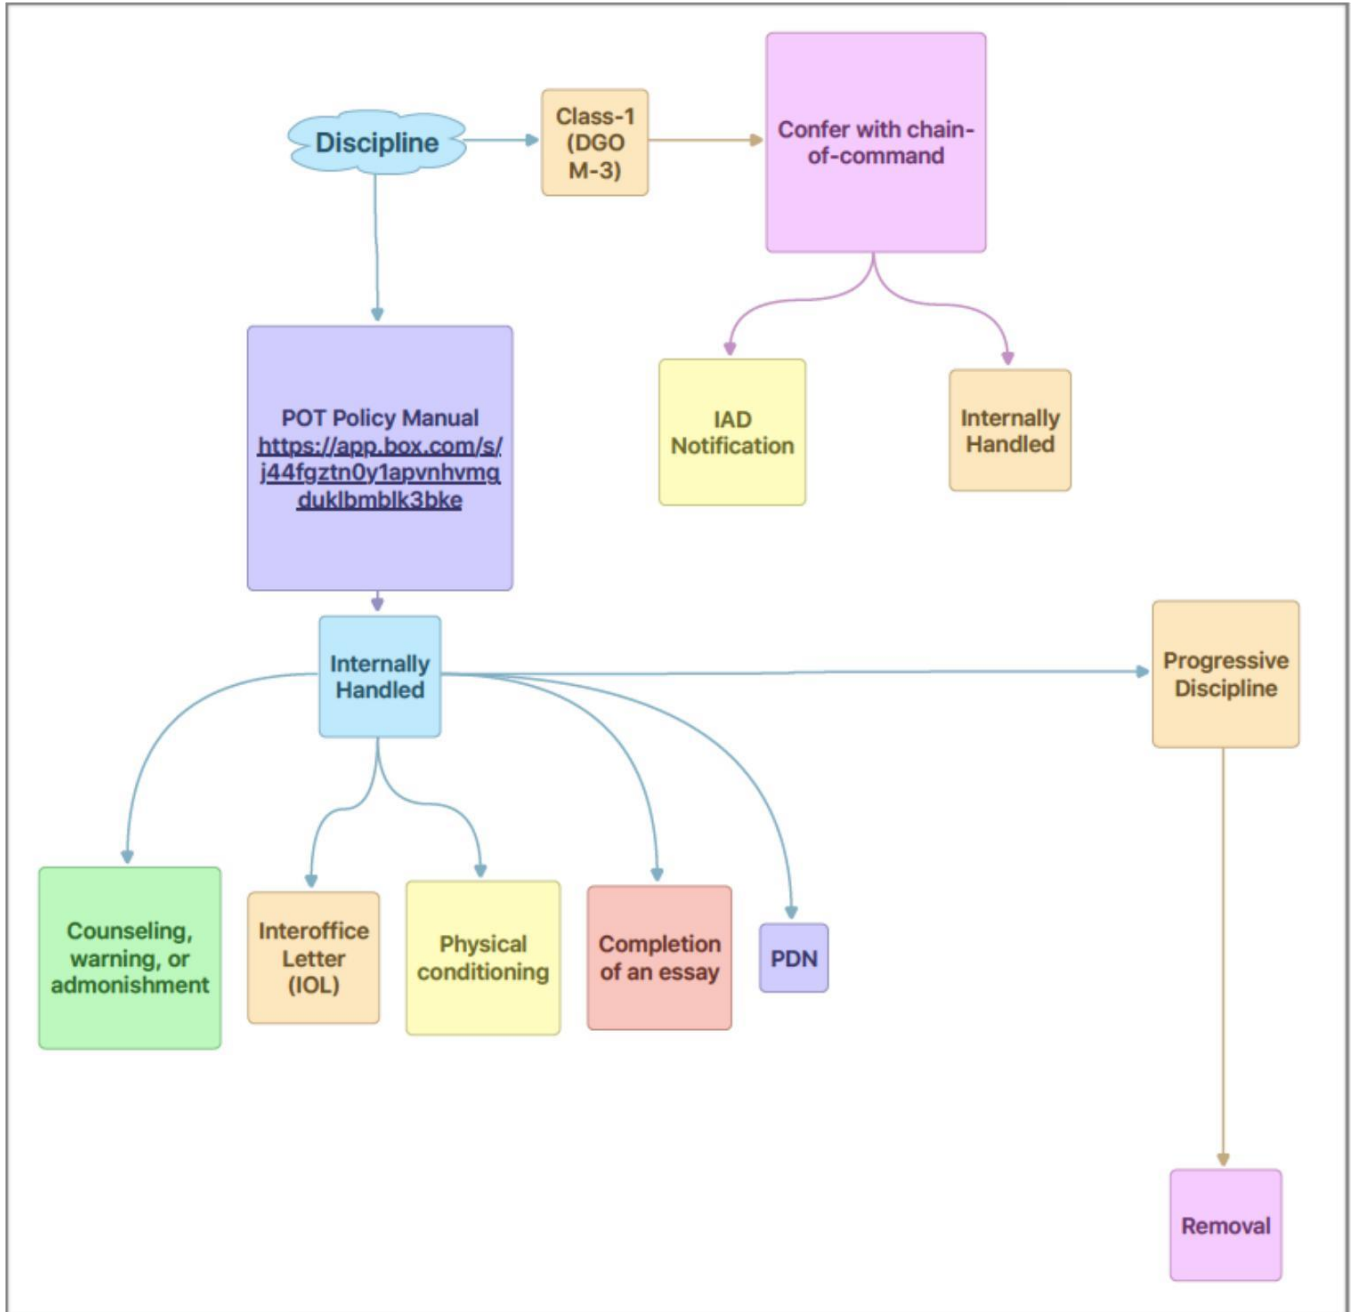 Discipline
Class-1
(DGO
M-3)
Confer with chain-
of-command
IAD
Notification
Internally
Handled
POT Policy Manual
https://app.box.com/s/
j44fgztn0y1apvnhvmg
duklbmblk3bke
Internally
Handled
Progressive
Discipline
Counseling,
warning, or
admonishment
Interoffice
Letter
(IOL)
Physical
conditioning
Completion
of an essay
PDN
Removal